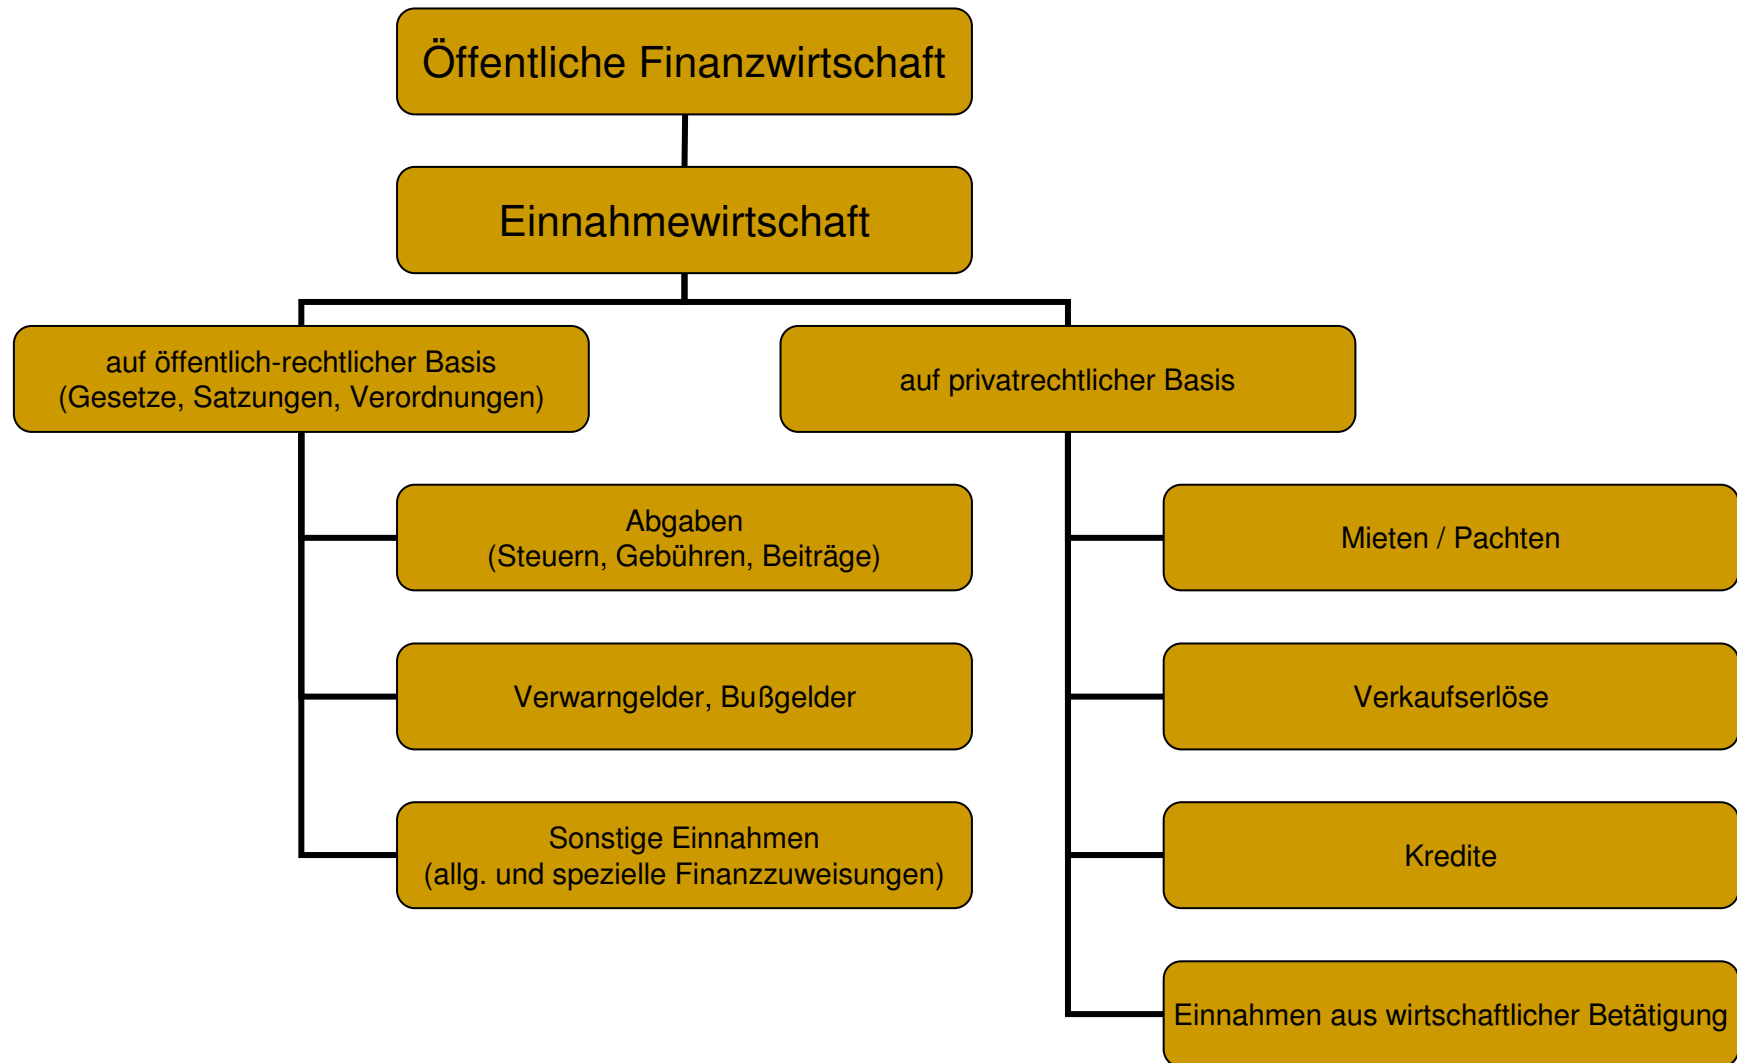 Öffentliche Finanzwirtschaft
Einnahmewirtschaft
auf öffentlich-rechtlicher Basis
(Gesetze, Satzungen, Verordnungen)
auf privatrechtlicher Basis
Abgaben
(Steuern, Gebühren, Beiträge)
Mieten / Pachten
Verwarngelder, Bußgelder
Verkaufserlöse
Sonstige Einnahmen
(allg. und spezielle Finanzzuweisungen)
Kredite
Einnahmen aus wirtschaftlicher Betätigung